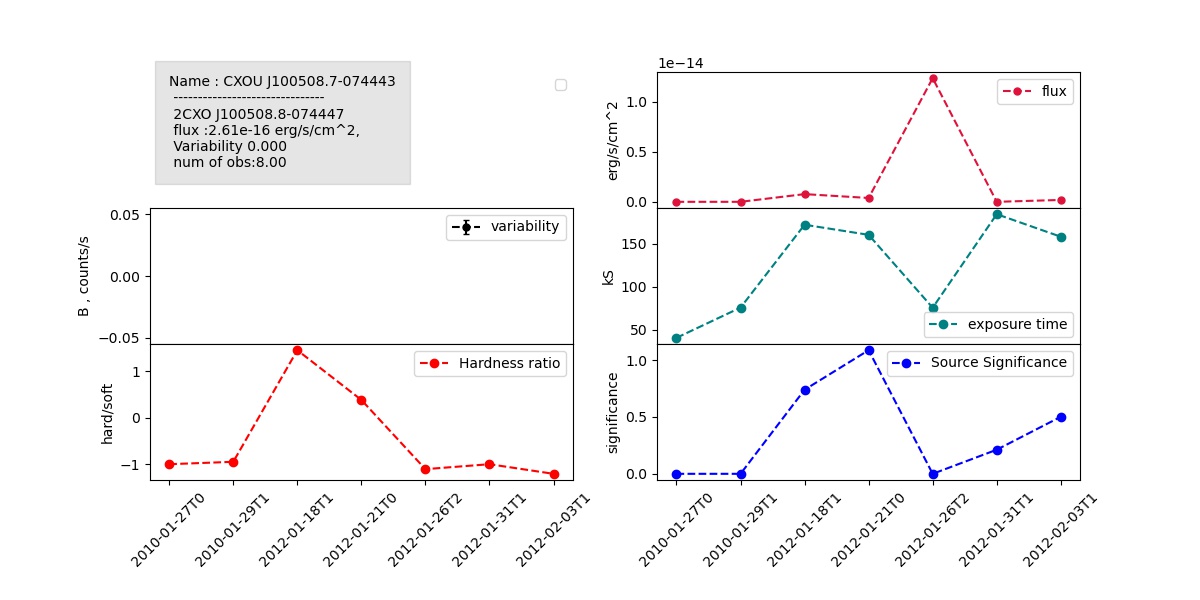 Name : CXOU J100508.7-074443
------------------------------
2CXO J100508.8-074447
flux :2.61e-16 erg/s/cm^2,
Variability 0.000
num of obs:8.00
0.05
0.00
−0.05
B , counts/s
variability
1
0
−1
hard/soft
Hardness ratio
2010-01-27T0
2010-01-29T1
2012-01-18T1
2012-01-21T0
2012-01-26T2
2012-01-31T1
2012-02-03T1
1e−14
1.0
0.5
0.0
erg/s/cm^2
flux
150
100
50
kS
exposure time
1.0
0.5
0.0
significance
Source Significance
2010-01-27T0
2010-01-29T1
2012-01-18T1
2012-01-21T0
2012-01-26T2
2012-01-31T1
2012-02-03T1